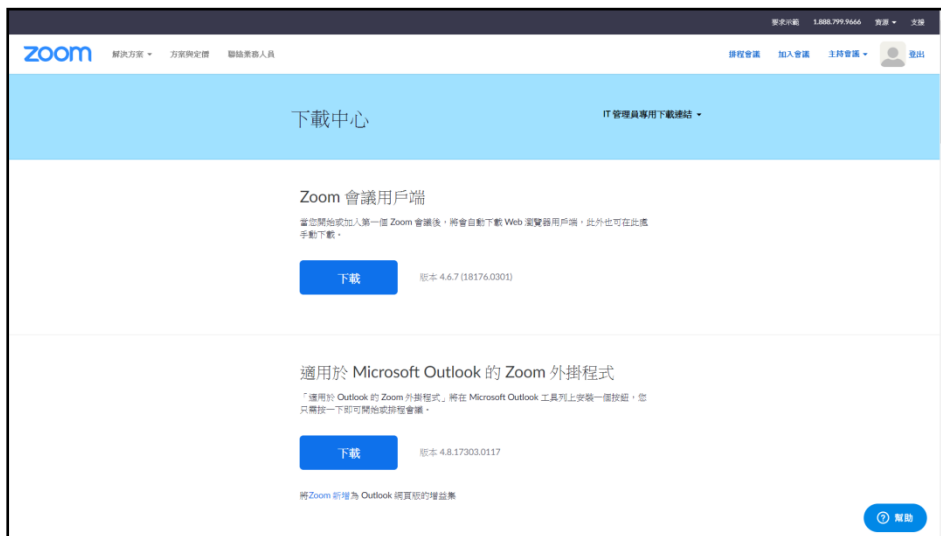 要求示範 1.888.799.9666 資源 支援
zoom 解決方案 方案與定價 聯絡業務人員 排程會議 加入會議 主持會議 登出
下載中心 IT 管理員專用下載連結
Zoom 會議用戶端
當您開始或加入第一個 Zoom 會議後，將會自動下載 Web 瀏覽器用戶端，此外也可在此處
手動下載。
下載 版本 4.6.7 (18176.0301)
適用於 Microsoft Outlook 的 Zoom 外掛程式
「適用於 Outlook 的 Zoom 外掛程式」將在 Microsoft Outlook 工具列上安裝一個按鈕，您
只需按一下即可開始或排程會議。
下載 版本 4.8.17303.0117
將Zoom 新增為 Outlook 網頁版的增益集
幫助